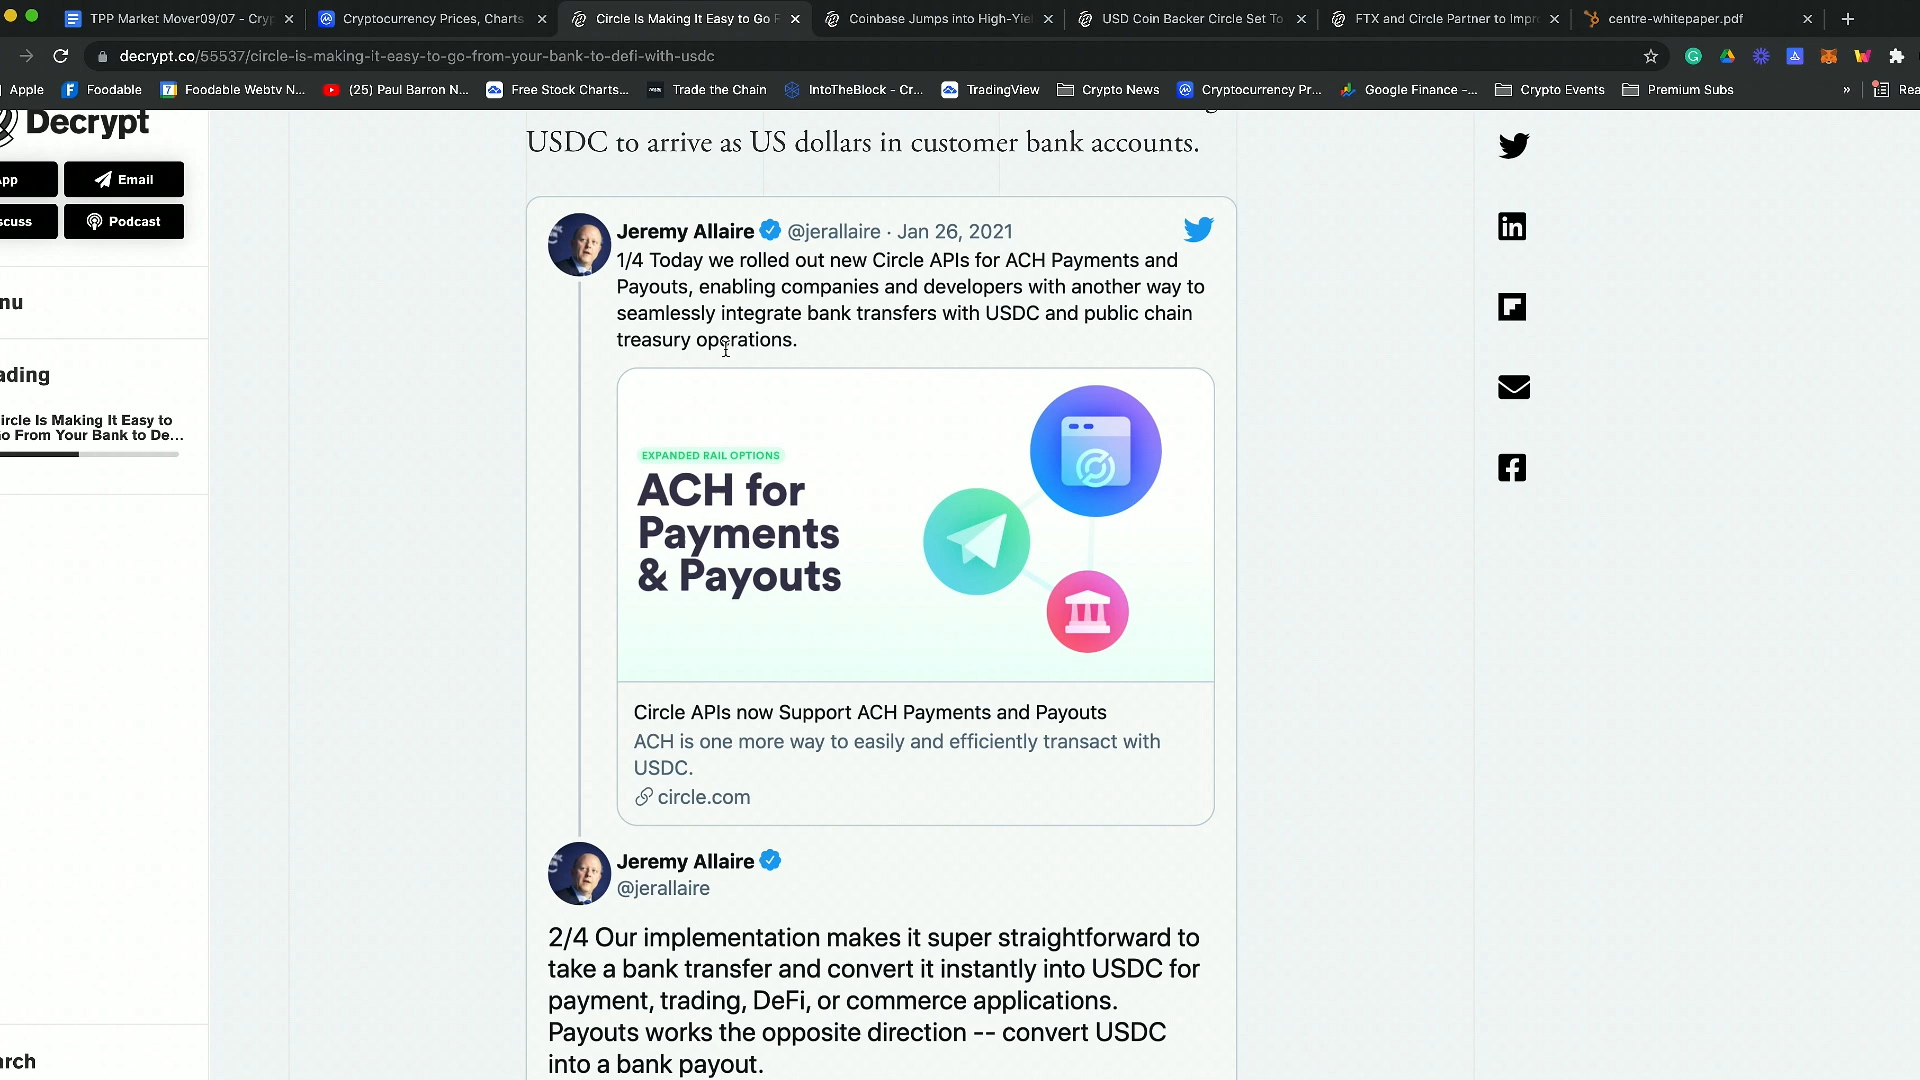 TPP Market Mover09/07 - Cryp
Cryptocurrency Prices, Charts
Circle Is Making It Easy to Go F
Coinbase Jumps into High-Yiel
USD Coin Backer Circle Set To
FTX and Circle Partner to Impro
centre-whitepaper.pdf
decrypt.co/55537/circle-is-making-it-easy-to-go-from-your-bank-to-defi-with-usdc
Apple
Foodable
Foodable Webtv N...
(25) Paul Barron N...
Free Stock Charts...
Trade the Chain
IntoTheBlock - Cr...
TradingView
Crypto News
Cryptocurrency Pr...
Google Finance -...
Crypto Events
Premium Subs
»
Rea
Decrypt
App
Email
scuss
Podcast
nu
ading
ircle Is Making It Easy to
o From Your Bank to De...
arch
USDC to arrive as US dollars in customer bank accounts.
Jeremy Allaire @jerallaire · Jan 26, 2021
1/4 Today we rolled out new Circle APIs for ACH Payments and
Payouts, enabling companies and developers with another way to
seamlessly integrate bank transfers with USDC and public chain
treasury operations.
EXPANDED RAIL OPTIONS
ACH for
Payments
& Payouts
Circle APIs now Support ACH Payments and Payouts
ACH is one more way to easily and efficiently transact with
USDC.
circle.com
Jeremy Allaire
@jerallaire
2/4 Our implementation makes it super straightforward to
take a bank transfer and convert it instantly into USDC for
payment, trading, DeFi, or commerce applications.
Payouts works the opposite direction -- convert USDC
into a bank payout.